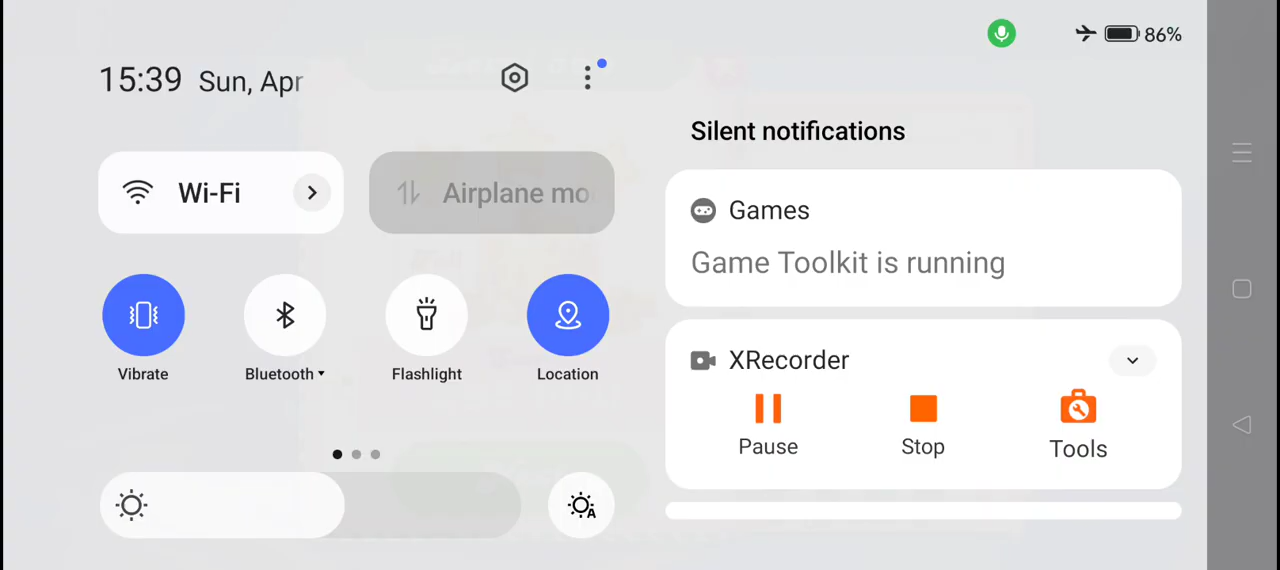 86%
15:39 Sun, Apr
Silent notifications
Wi-Fi
Airplane mo
Games
Game Toolkit is running
Vibrate
Bluetooth
Flashlight
Location
XRecorder
Pause
Stop
Tools
A